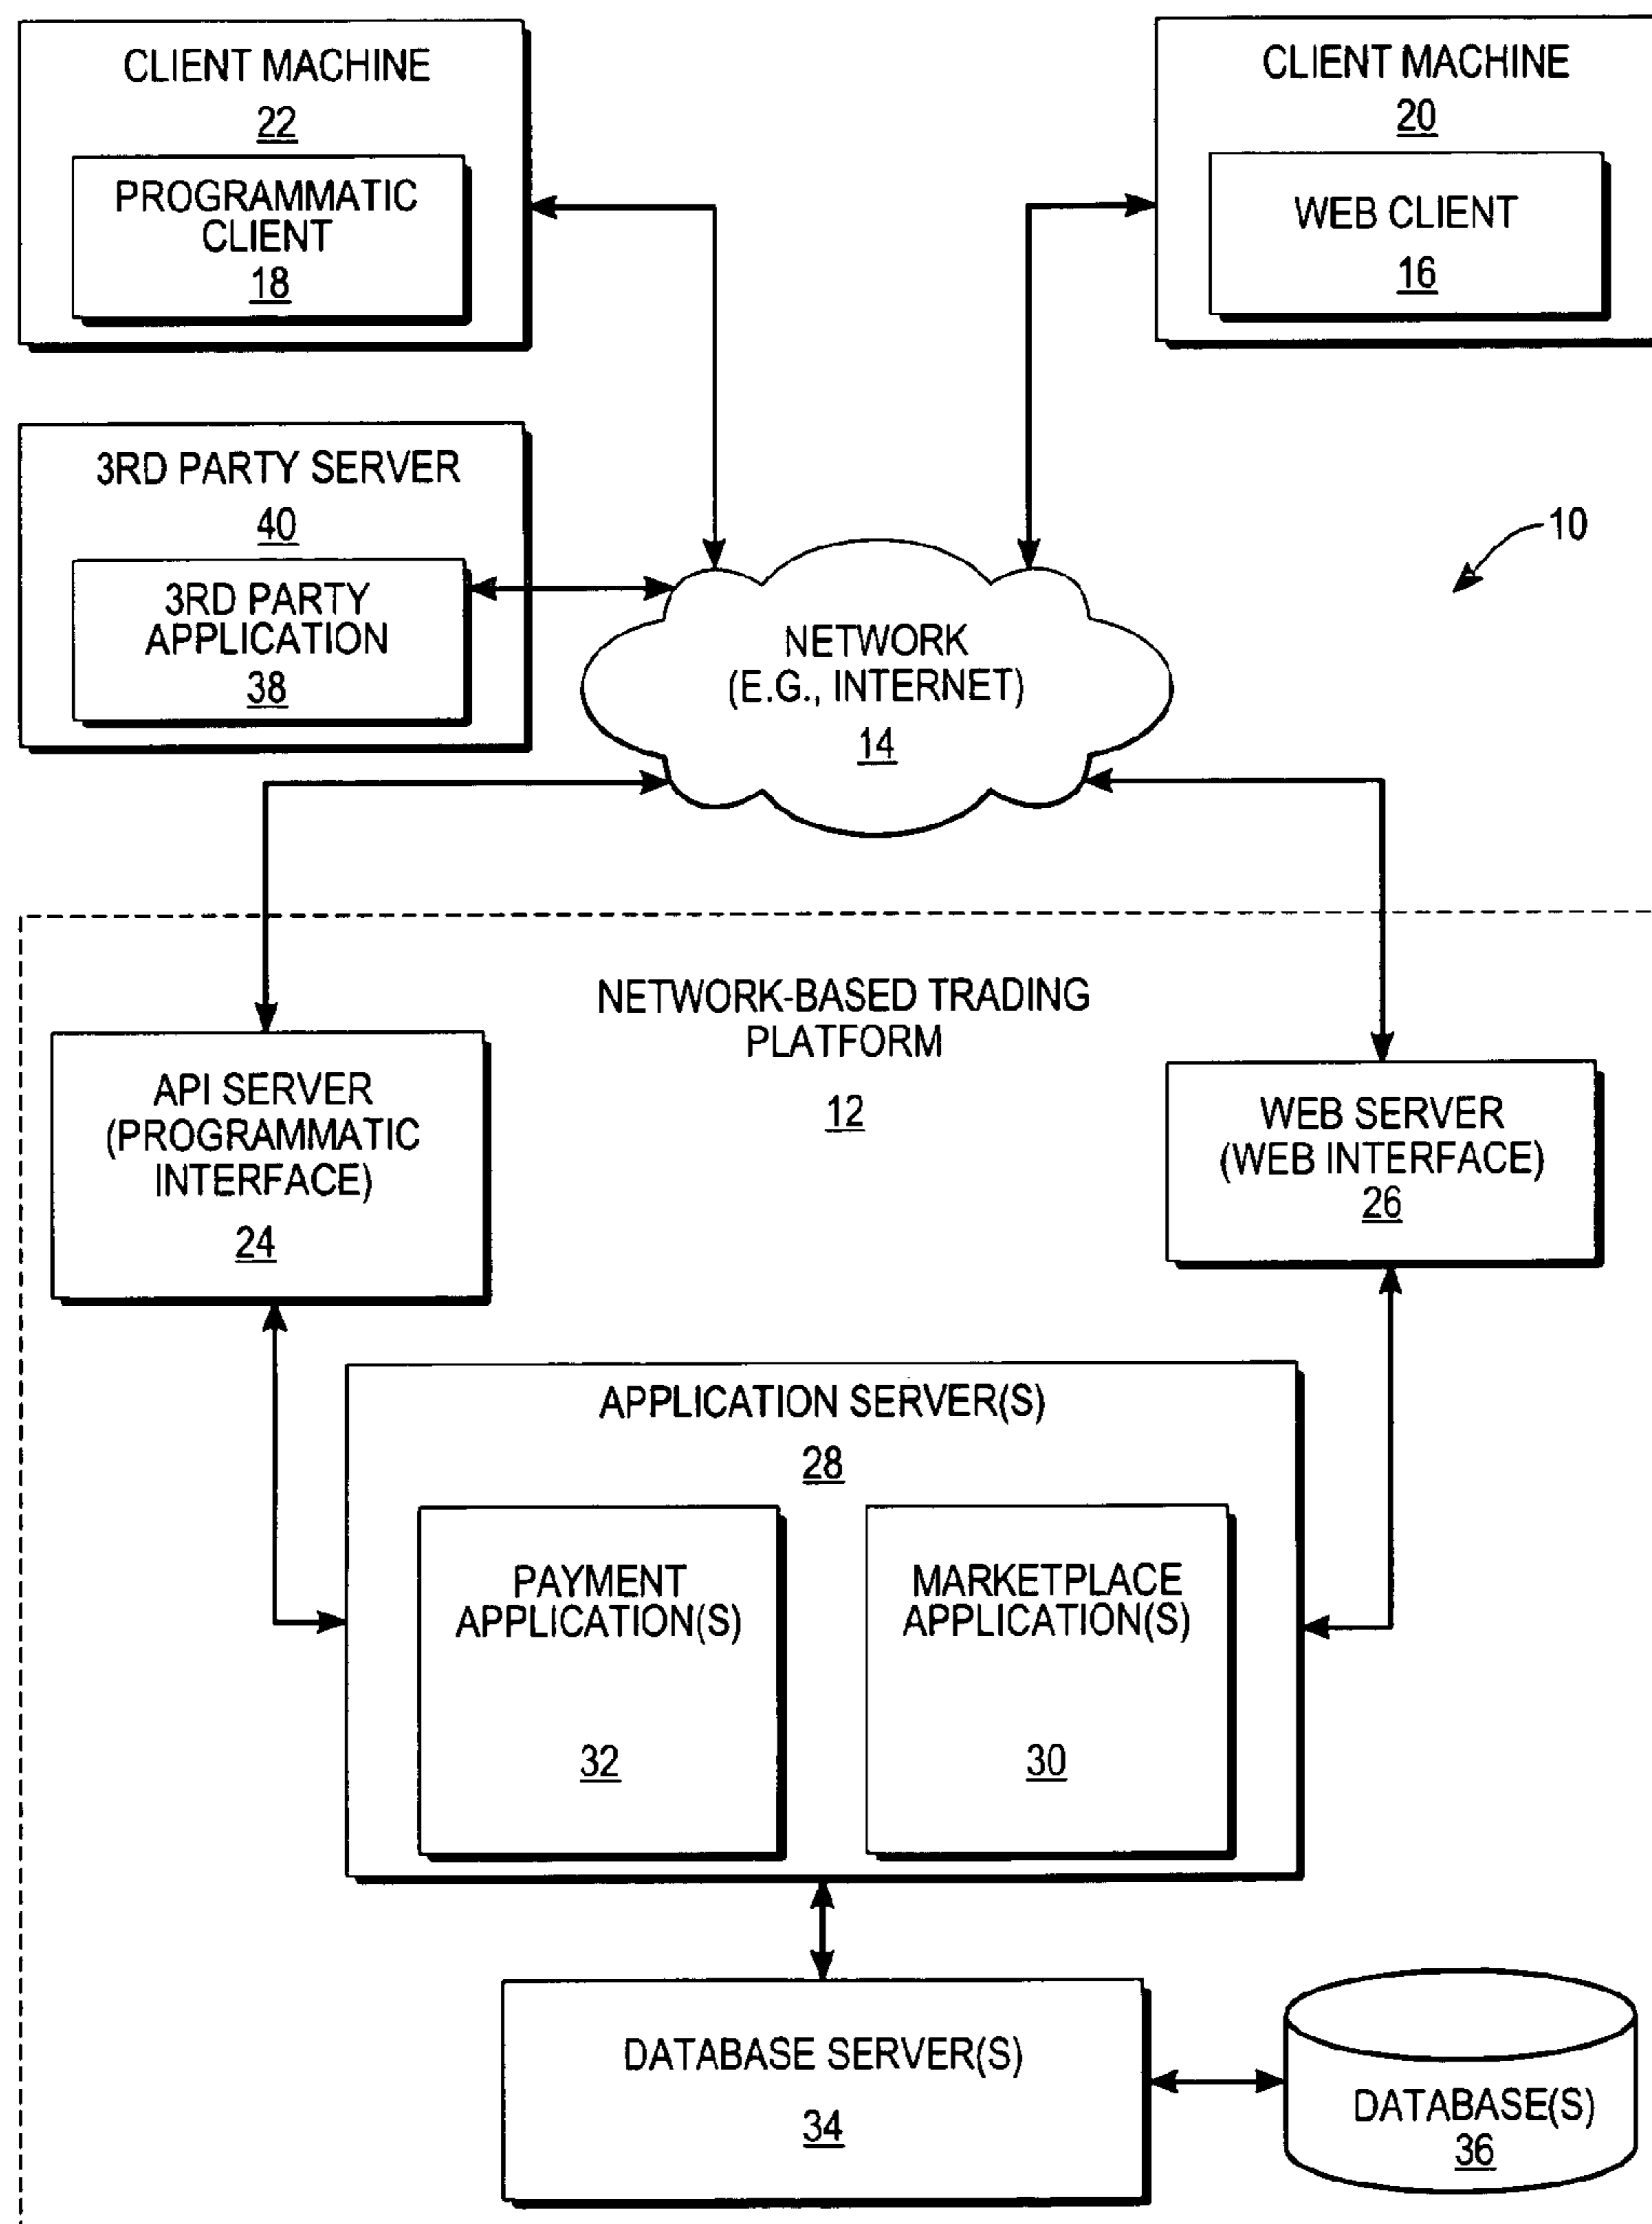 CLIENT MACHINE
22
PROGRAMMATIC
CLIENT
18
CLIENT MACHINE
20
WEB CLIENT
16
3RD PARTY SERVER
40
3RD PARTY
APPLICATION
38
10
NETWORK
(E.G., INTERNET)
14
NETWORK-BASED TRADING
PLATFORM
12
API SERVER
(PROGRAMMATIC
INTERFACE)
24
WEB SERVER
(WEB INTERFACE)
26
APPLICATION SERVER(S)
28
PAYMENT
APPLICATION(S)
32
MARKETPLACE
APPLICATION(S)
30
DATABASE SERVER(S)
34
DATABASE(S)
36